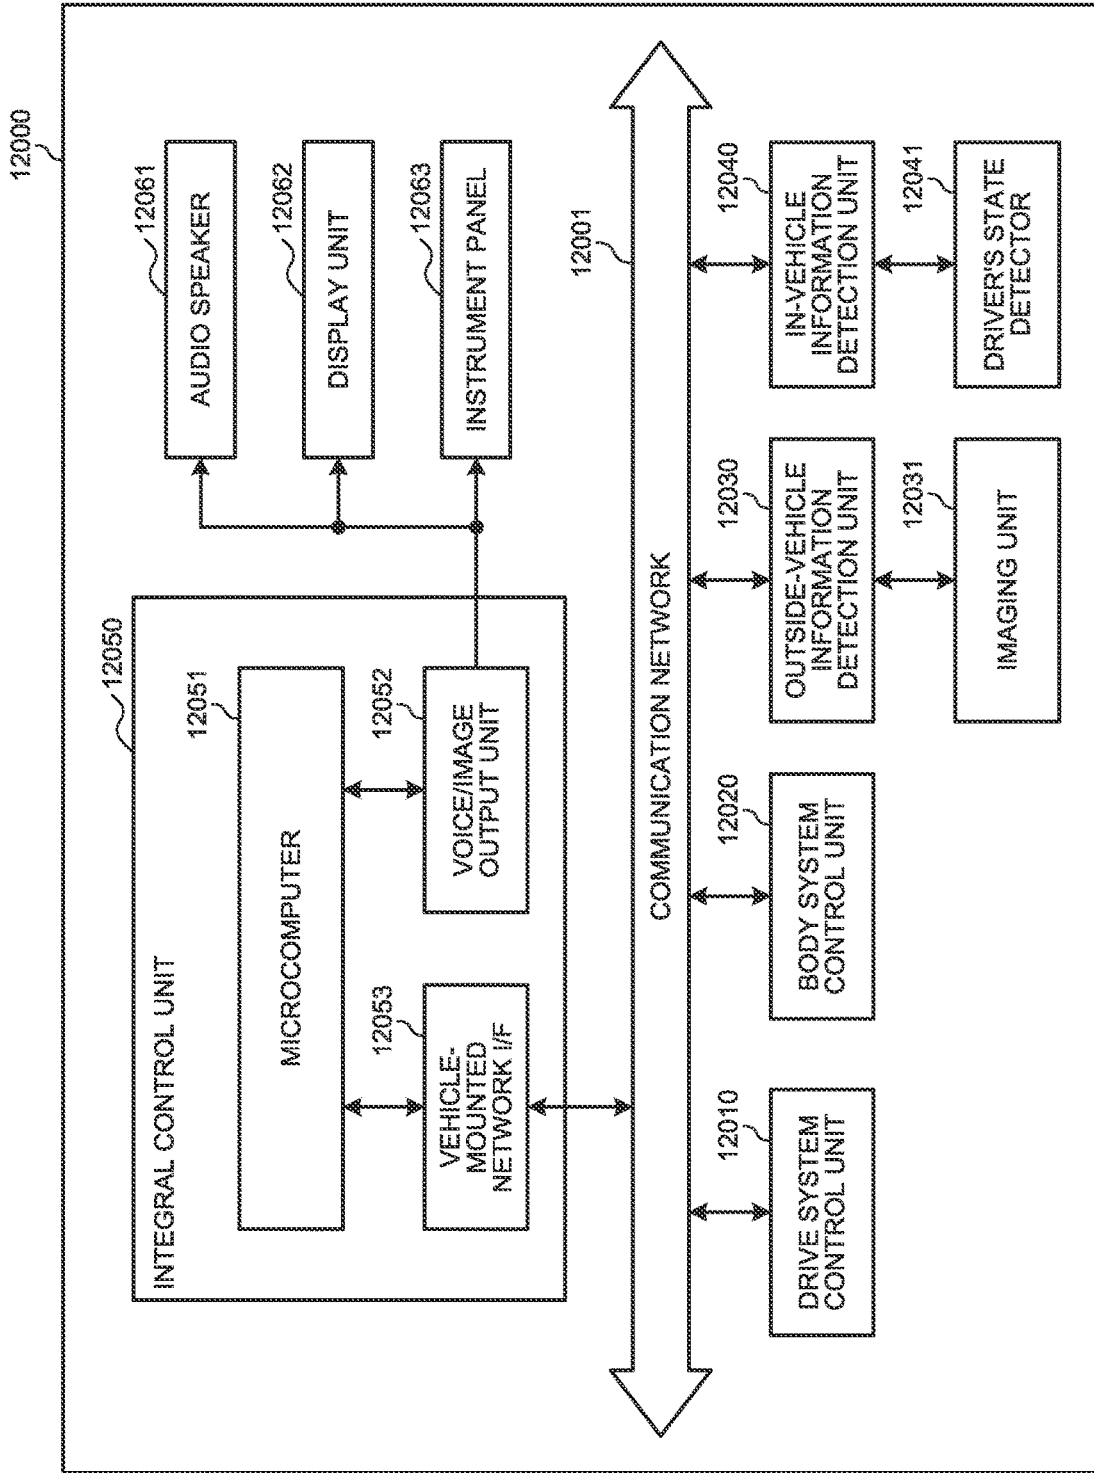 12000
INTEGRAL CONTROL UNIT
12050
MICROCOMPUTER
12051
VEHICLE-
MOUNTED
NETWORK I/F
12053
VOICE/IMAGE
OUTPUT UNIT
12052
AUDIO SPEAKER
12061
DISPLAY UNIT
12062
INSTRUMENT PANEL
12063
COMMUNICATION NETWORK
12001
DRIVE SYSTEM
CONTROL UNIT
12010
BODY SYSTEM
CONTROL UNIT
12020
OUTSIDE-VEHICLE
INFORMATION
DETECTION UNIT
12030
IN-VEHICLE
INFORMATION
DETECTION UNIT
12040
IMAGING UNIT
12031
DRIVER'S STATE
DETECTOR
12041